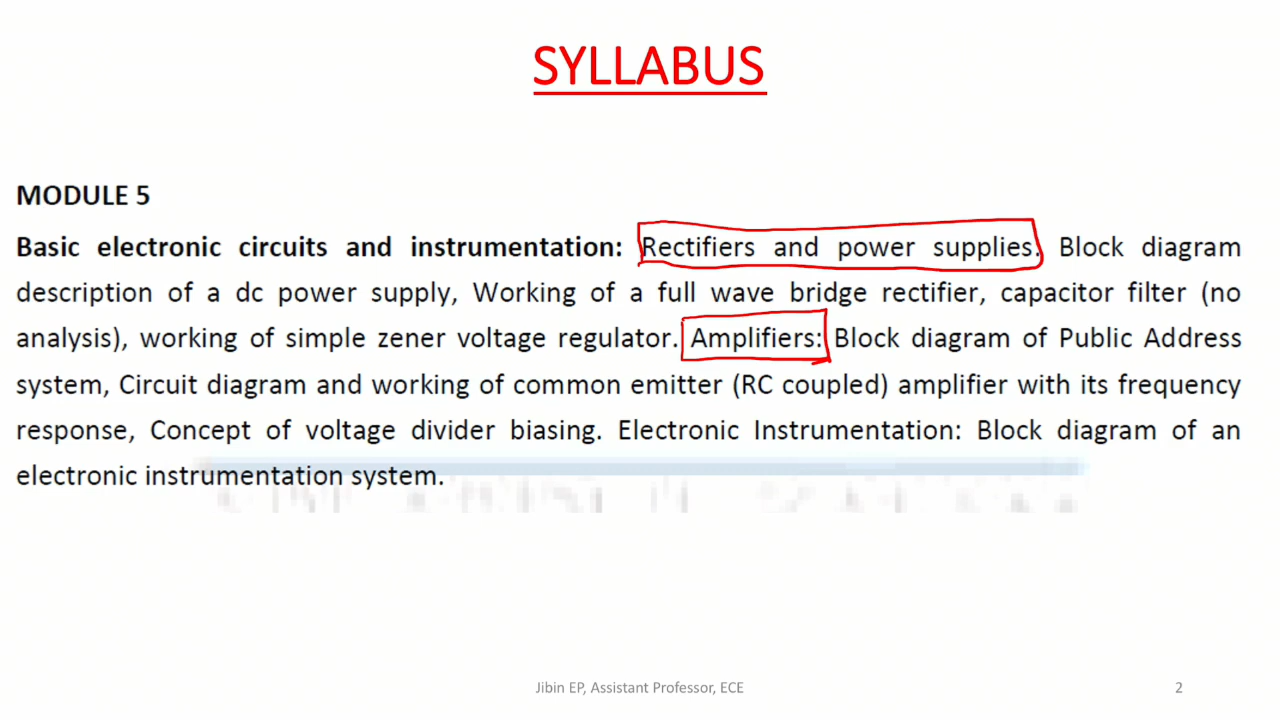 SYLLABUS
MODULE 5
Basic electronic circuits and instrumentation: Rectifiers and power supplies. Block diagram
description of a dc power supply, Working of a full wave bridge rectifier, capacitor filter (no
analysis), working of simple zener voltage regulator. Amplifiers: Block diagram of Public Address
system, Circuit diagram and working of common emitter (RC coupled) amplifier with its frequency
response, Concept of voltage divider biasing. Electronic Instrumentation: Block diagram of an
electronic instrumentation system.
Jibin EP, Assistant Professor, ECE
2